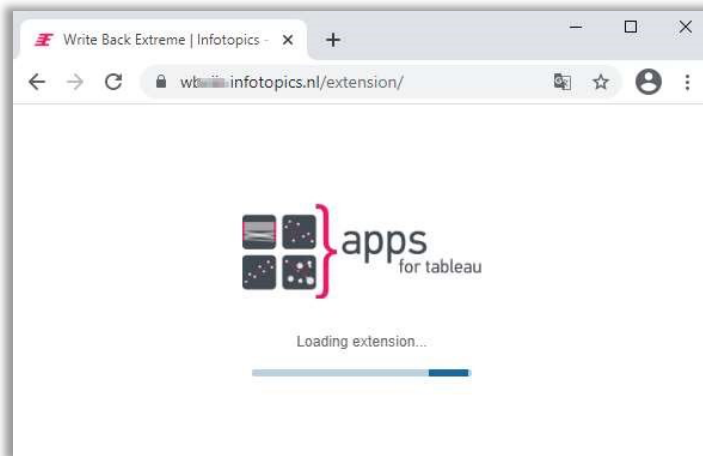 Write Back Extreme | Infotopics -
infotopics.nl/extension/
apps
for tableau
Loading extension...